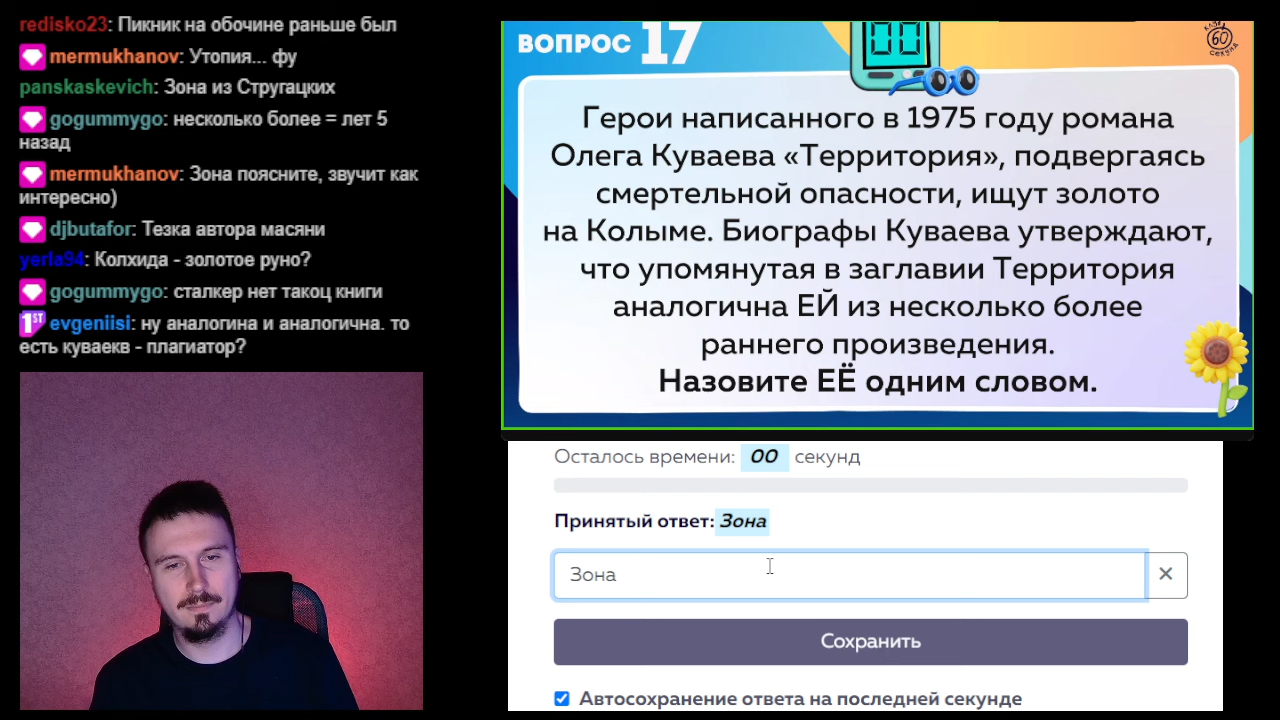 redisko23: Пикник на обочине раньше был
mermukhanov: Утопия... фу
panskaskevich: Зона из Стругацких
gogummygo: несколько более = лет 5
назад
mermukhanov: Зона поясните, звучит как
интересно)
djbutafor: Тезка автора масяни
yerla94: Колхида - золотое руно?
gogummygo: сталкер нет такоц книги
1ST evgeniisi: ну аналогина и аналогична. то
есть куваекв - плагиатор?
ВОПРОС 17
00
60
секунд
Герои написанного в 1975 году романа
Олега Куваева «Территория», подвергаясь
смертельной опасности, ищут золото
на Колыме. Биографы Куваева утверждают,
что упомянутая в заглавии Территория
аналогична ЕЙ из несколько более
раннего произведения.
Назовите ЕЁ одним словом.
Осталось времени: 00 секунд
Принятый ответ: Зона
Зона
Сохранить
Автосохранение ответа на последней секунде